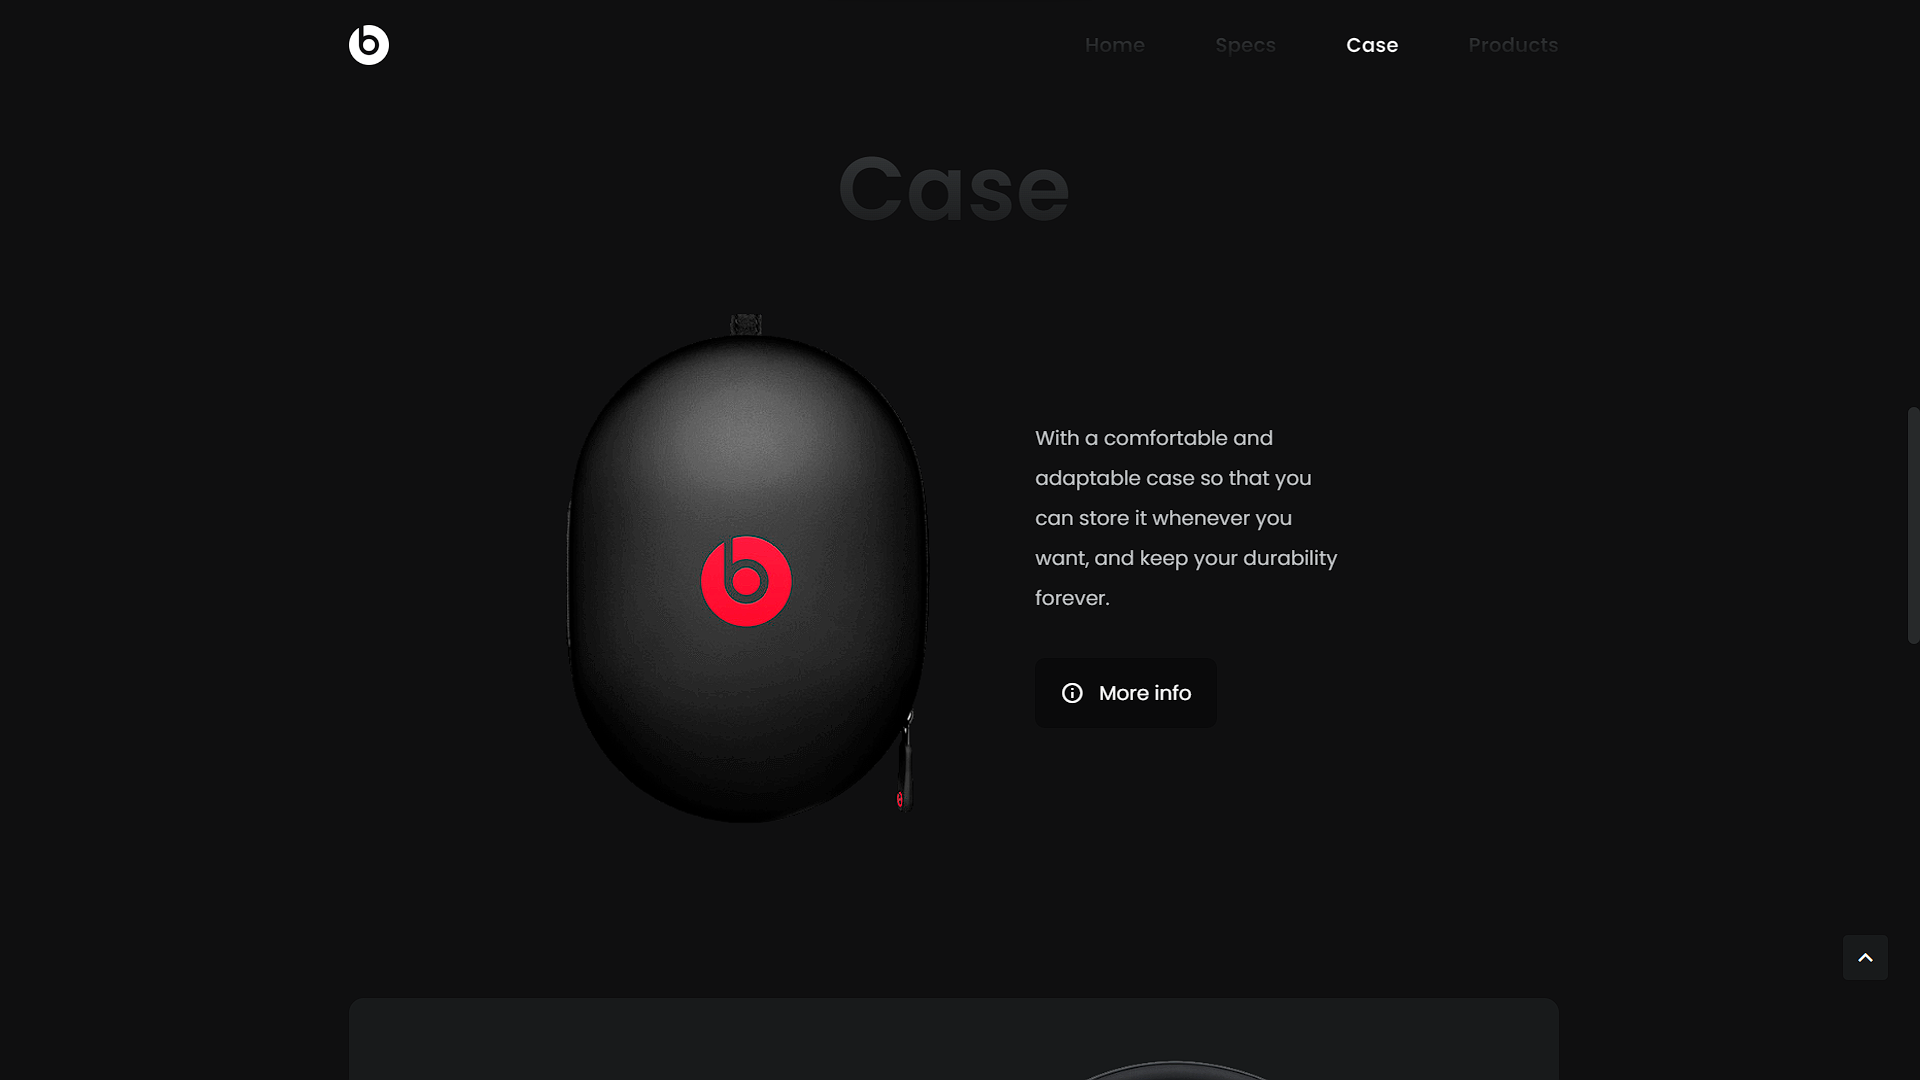 Home Specs Case Products
Case
With a comfortable and
adaptable case so that you
can store it whenever you
want, and keep your durability
forever.
More info